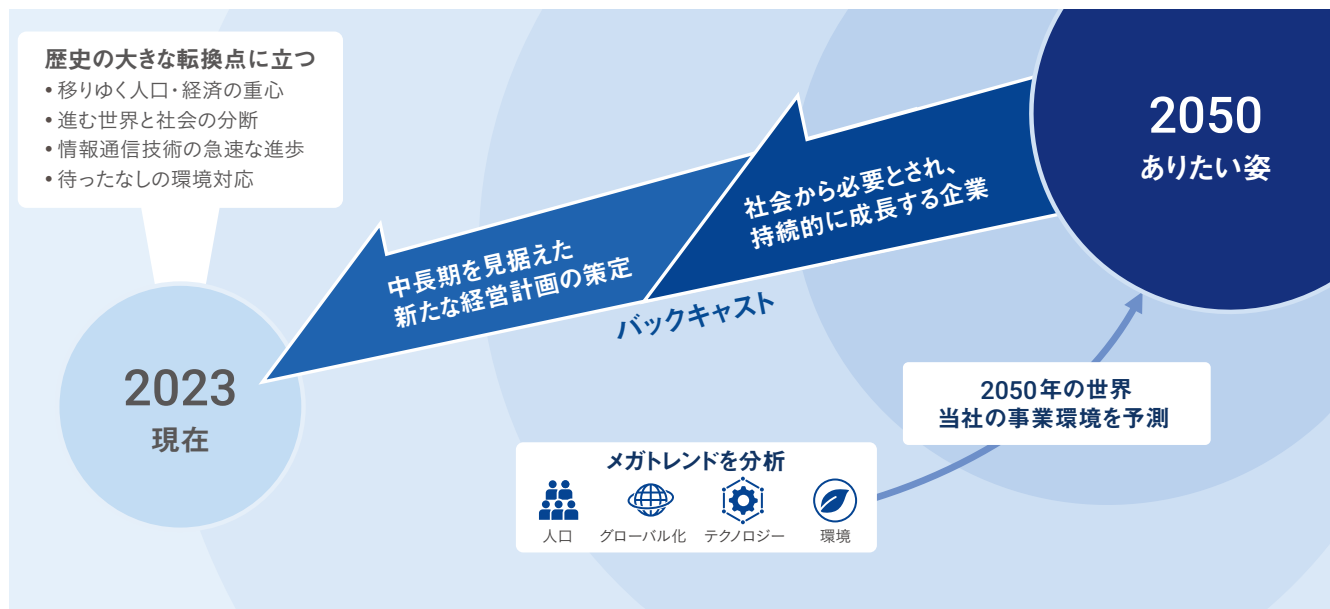 歴史の大きな転換点に立つ
• 移りゆく人口・経済の重心
• 進む世界と社会の分断
• 情報通信技術の急速な進歩
• 待ったなしの環境対応
2023
現在
中長期を見据えた
新たな経営計画の策定
バックキャスト
社会から必要とされ、
持続的に成長する企業
2050
ありたい姿
2050年の世界
当社の事業環境を予測
メガトレンドを分析
人口
グローバル化
テクノロジー
環境